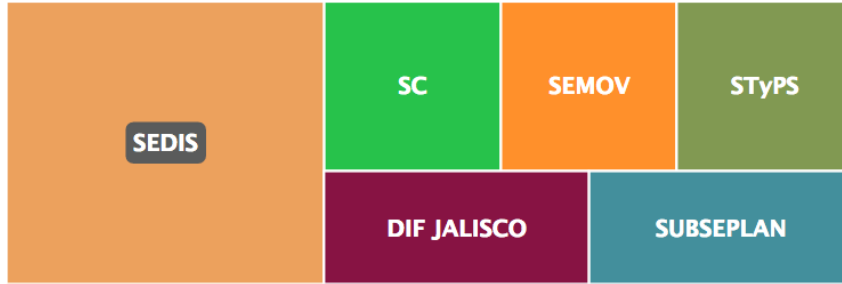 SEDIS
SC
SEMOV
STyPS
DIF JALISCO
SUBSEPLAN